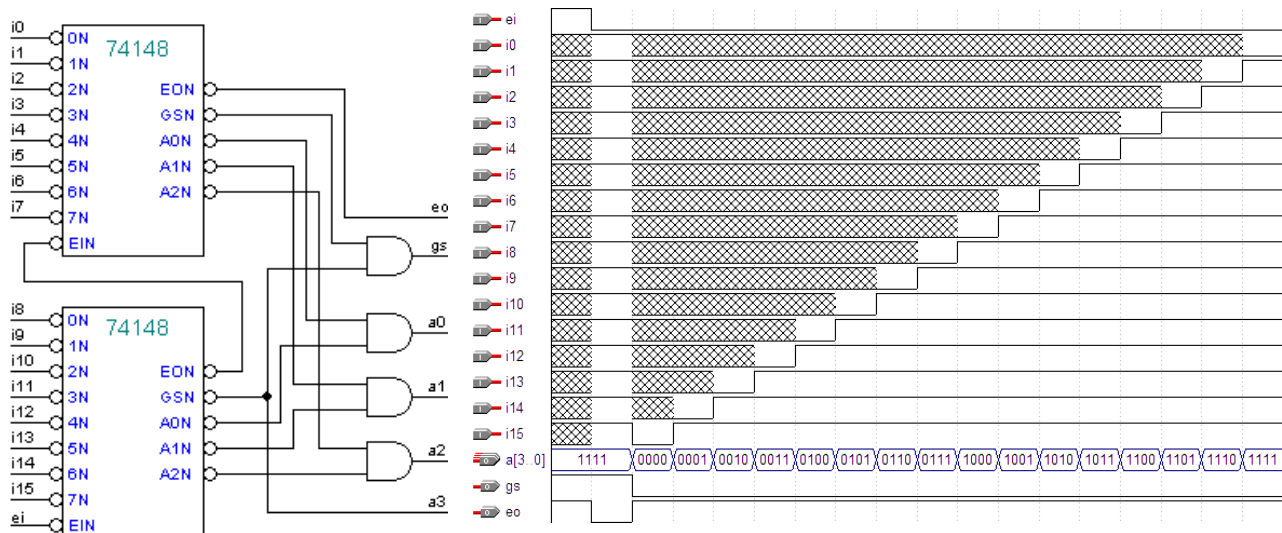 i0
i1
i2
i3
i4
i5
i6
i7
74148
0N
1N
2N
3N
4N
5N
6N
7N
EIN
EON
GSN
A0N
A1N
A2N
i8
i9
i10
i11
i12
i13
i14
i15
ei
74148
0N
1N
2N
3N
4N
5N
6N
7N
EIN
EON
GSN
A0N
A1N
A2N
eo
gs
a0
a1
a2
a3
ei
i0
i1
i2
i3
i4
i5
i6
i7
i8
i9
i10
i11
i12
i13
i14
i15
a[3..0] 1111 0000 0001 0010 0011 0100 0101 0110 0111 1000 1001 1010 1011 1100 1101 1110 1111
gs
eo